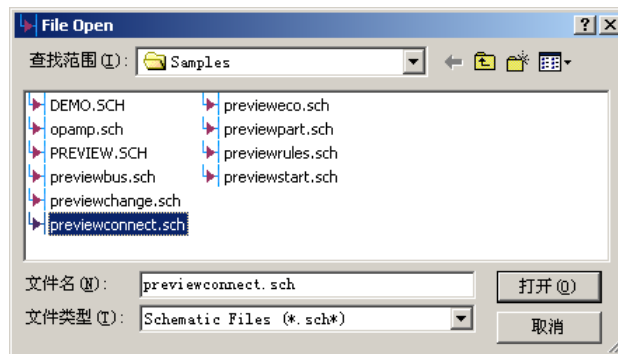 File Open
查找范围(I): Samples
DEMO.SCH
opamp.sch
PREVIEW.SCH
previewbus.sch
previewchange.sch
previewconnect.sch
previeweco.sch
previewpart.sch
previewrules.sch
previewstart.sch
文件名(N): previewconnect.sch 打开(O)
文件类型(T): Schematic Files (*.sch*) 取消